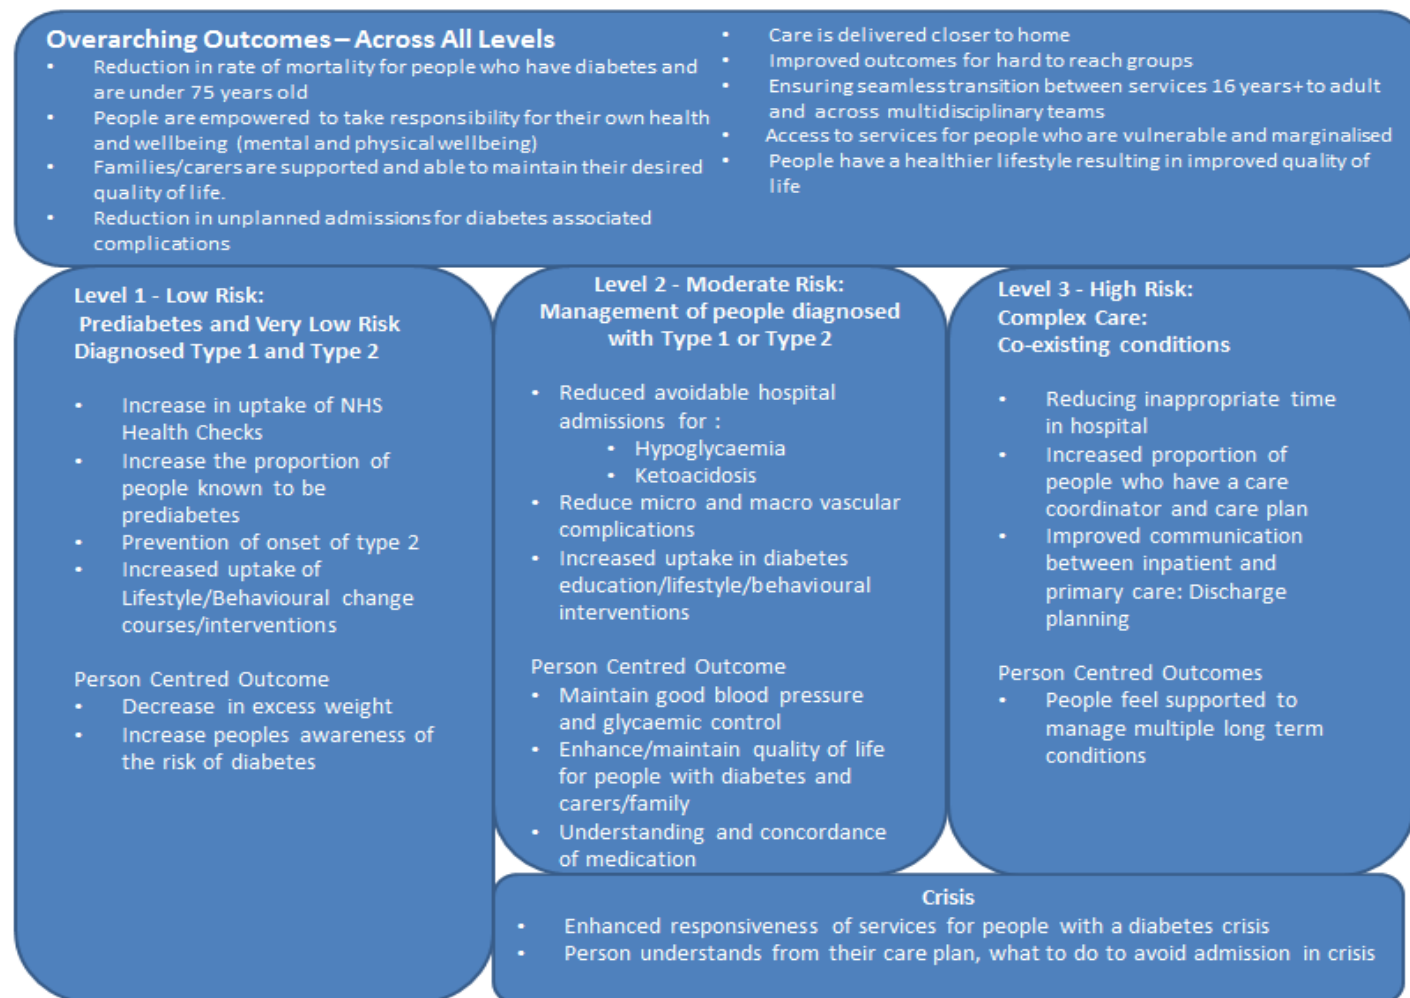 Overarching Outcomes – Across All Levels
• Reduction in rate of mortality for people who have diabetes and
are under 75 years old
• People are empowered to take responsibility for their own health
and wellbeing (mental and physical wellbeing)
• Families/carers are supported and able to maintain their desired
quality of life.
• Reduction in unplanned admissions for diabetes associated
complications
• Care is delivered closer to home
• Improved outcomes for hard to reach groups
• Ensuring seamless transition between services 16 years+ to adult
and across multidisciplinary teams
• Access to services for people who are vulnerable and marginalised
• People have a healthier lifestyle resulting in improved quality of
life
Level 1 - Low Risk:
Prediabetes and Very Low Risk
Diagnosed Type 1 and Type 2
• Increase in uptake of NHS
Health Checks
• Increase the proportion of
people known to be
prediabetes
• Prevention of onset of type 2
• Increased uptake of
Lifestyle/Behavioural change
courses/interventions
Person Centred Outcome
• Decrease in excess weight
• Increase peoples awareness of
the risk of diabetes
Level 2 - Moderate Risk:
Management of people diagnosed
with Type 1 or Type 2
• Reduced avoidable hospital
admissions for :
• Hypoglycaemia
• Ketoacidosis
• Reduce micro and macro vascular
complications
• Increased uptake in diabetes
education/lifestyle/behavioural
interventions
Person Centred Outcome
• Maintain good blood pressure
and glycaemic control
• Enhance/maintain quality of life
for people with diabetes and
carers/family
• Understanding and concordance
of medication
Level 3 - High Risk:
Complex Care:
Co-existing conditions
• Reducing inappropriate time
in hospital
• Increased proportion of
people who have a care
coordinator and care plan
• Improved communication
between inpatient and
primary care: Discharge
planning
Person Centred Outcomes
• People feel supported to
manage multiple long term
conditions
Crisis
• Enhanced responsiveness of services for people with a diabetes crisis
• Person understands from their care plan, what to do to avoid admission in crisis